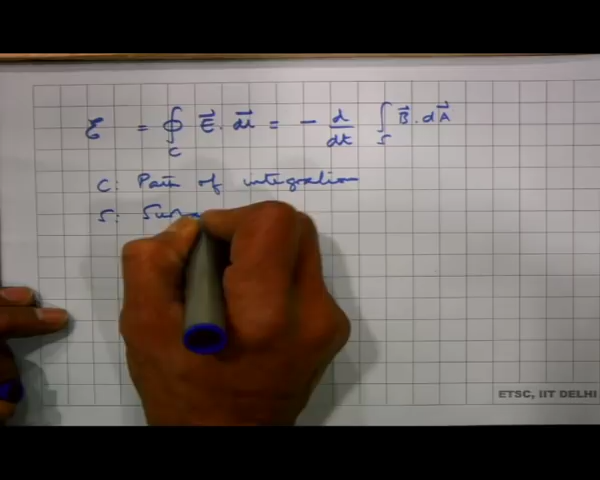 ℰ = ∮_C E⃗ . dl⃗ = - d/dt ∫_S B⃗ . dA⃗
C: Path of integration
S:
ETSC, IIT DELHI